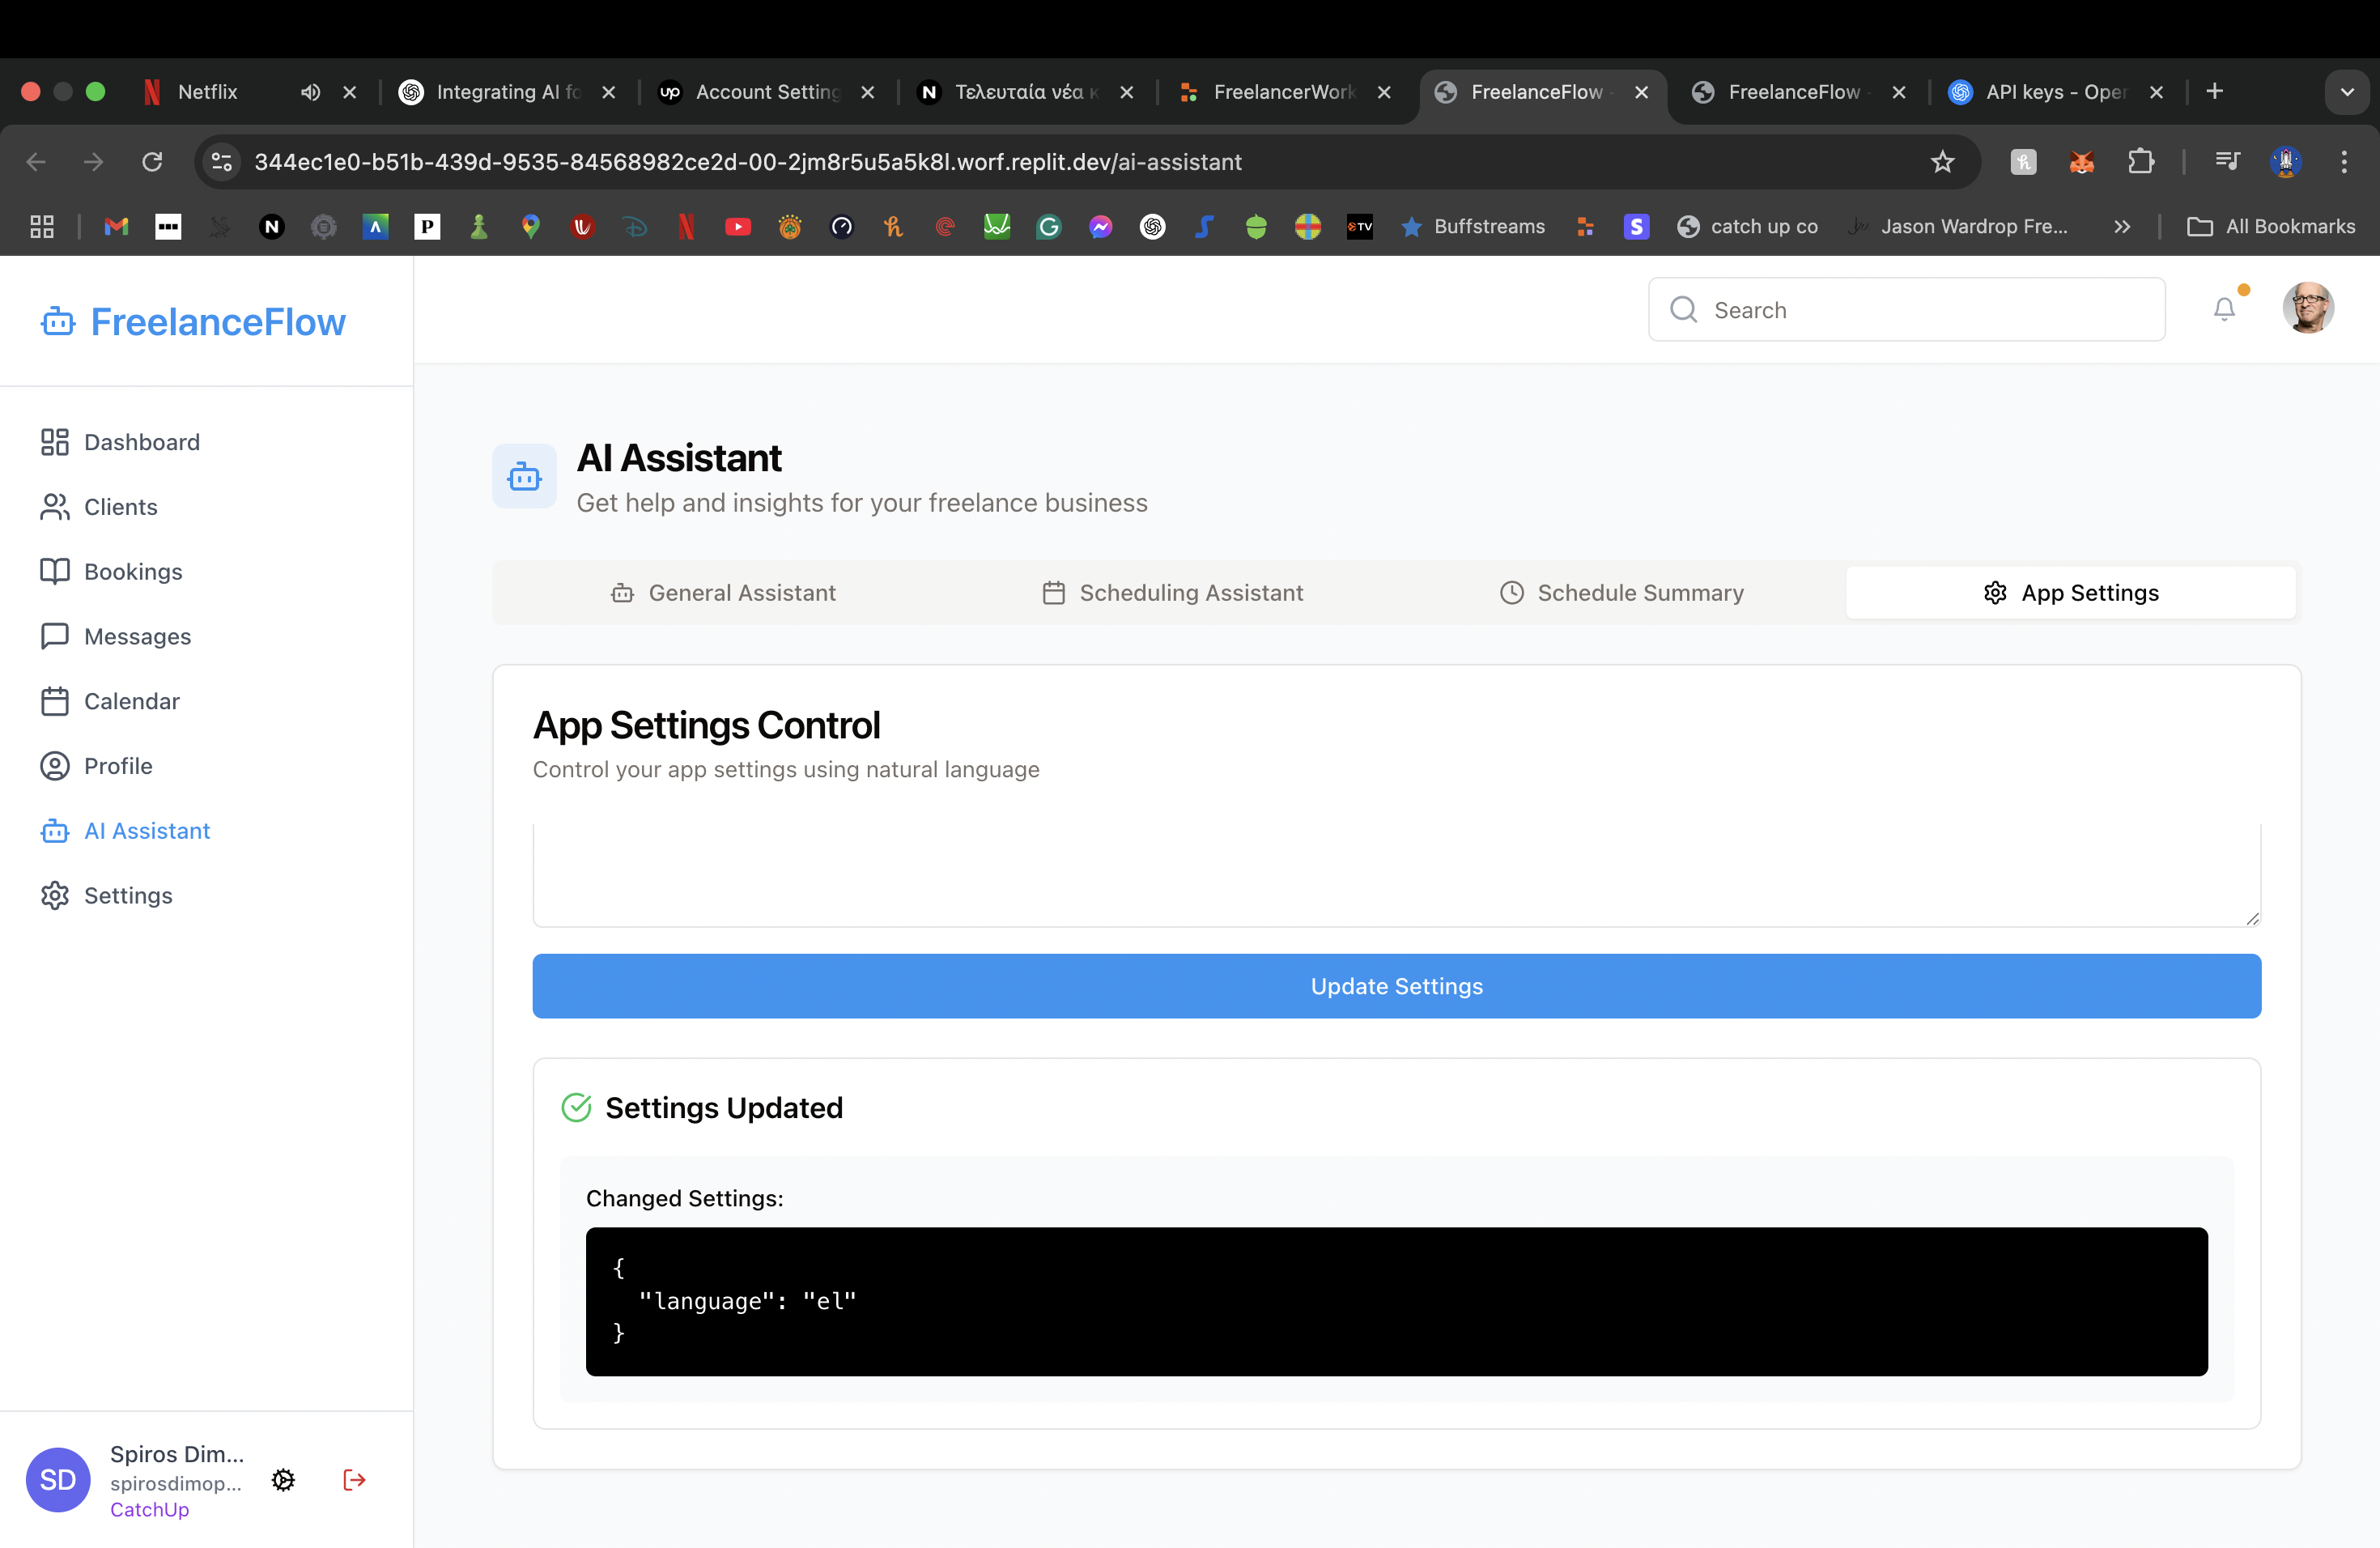 Netflix
Integrating AI fo
up Account Setting
N Τελευταία νέα κ
FreelancerWork
FreelanceFlow -
FreelanceFlow -
API keys - Oper
344ec1e0-b51b-439d-9535-84568982ce2d-00-2jm8r5u5a5k8l.worf.replit.dev/ai-assistant
Buffstreams
catch up co
Jason Wardrop Fre...
All Bookmarks
FreelanceFlow
Search
Dashboard
Clients
Bookings
Messages
Calendar
Profile
AI Assistant
Settings
AI Assistant
Get help and insights for your freelance business
General Assistant
Scheduling Assistant
Schedule Summary
App Settings
App Settings Control
Control your app settings using natural language
Update Settings
Settings Updated
Changed Settings:
{
"language": "el"
}
SD
Spiros Dim...
spirosdimop...
CatchUp